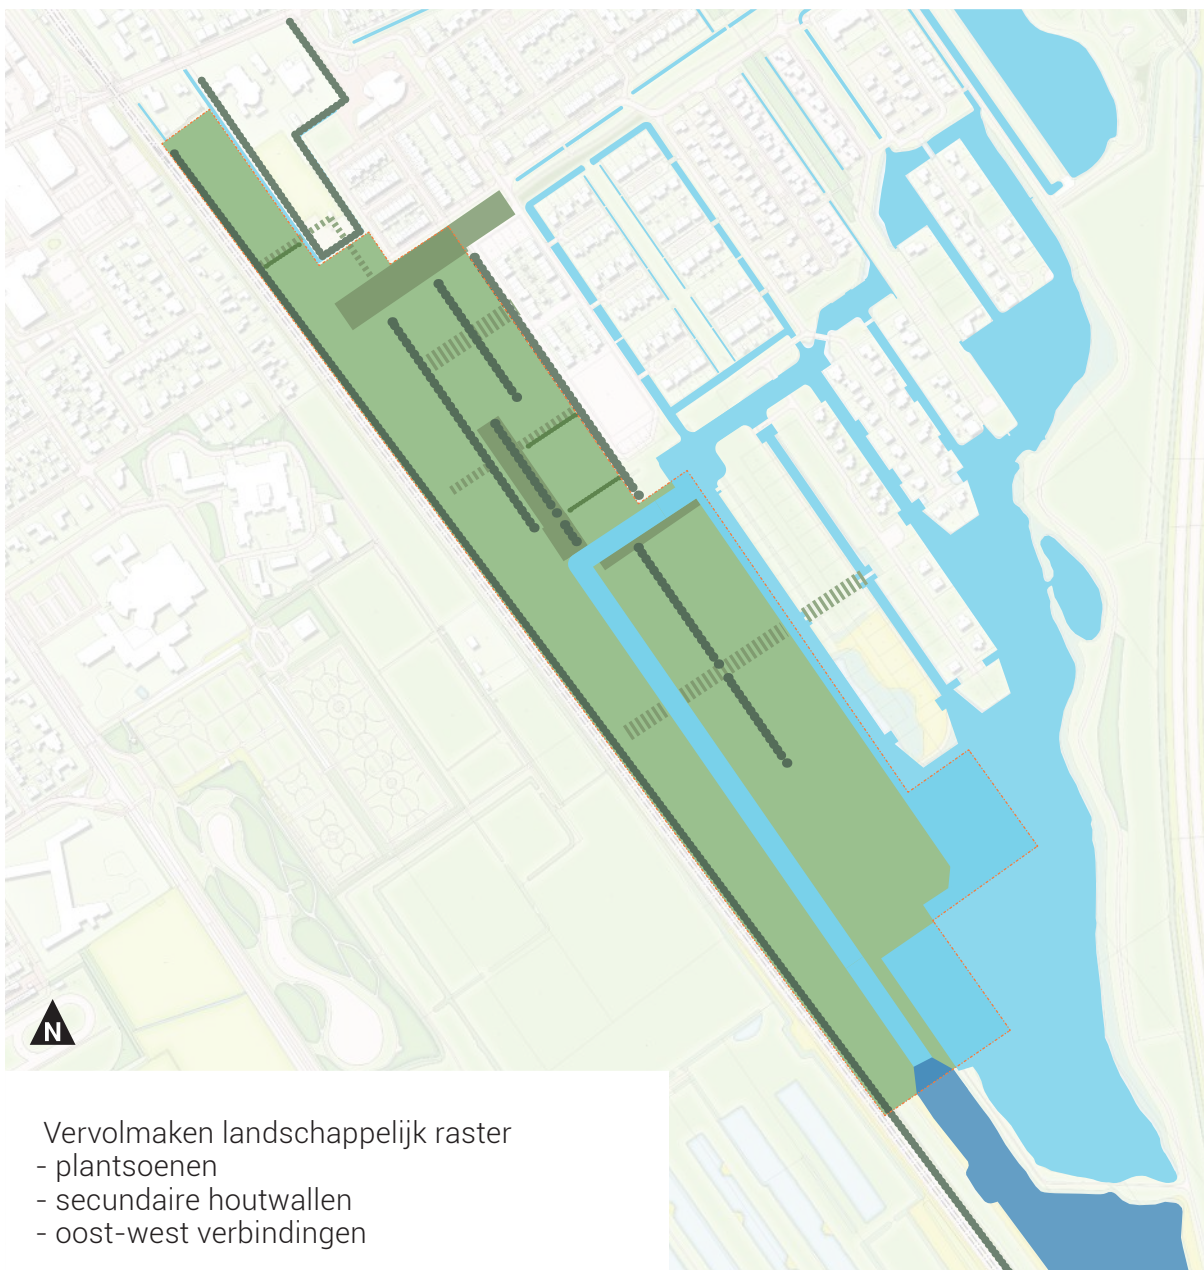 N
Vervolmaken landschappelijk raster
- plantsoenen
- secundaire houtwallen
- oost-west verbindingen